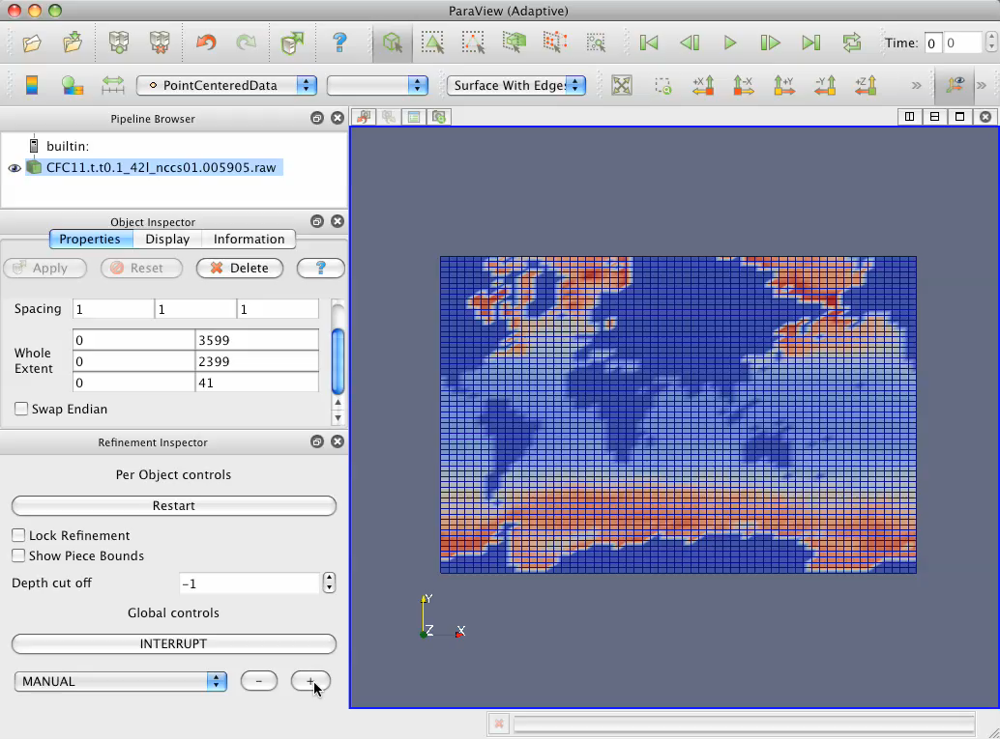 ParaView (Adaptive)
Time: 0 0
PointCenteredData
Surface With Edges
+X -X +Y -Y +Z
Pipeline Browser
builtin:
CFC11.t.t0.1_42l_nccs01.005905.raw
Object Inspector
Properties Display Information
Apply Reset Delete ?
Spacing 1 1 1
0 3599
Whole Extent 0 2399
0 41
Swap Endian
Refinement Inspector
Per Object controls
Restart
Lock Refinement
Show Piece Bounds
Depth cut off -1
Global controls
INTERRUPT
MANUAL - +
Y
Z X